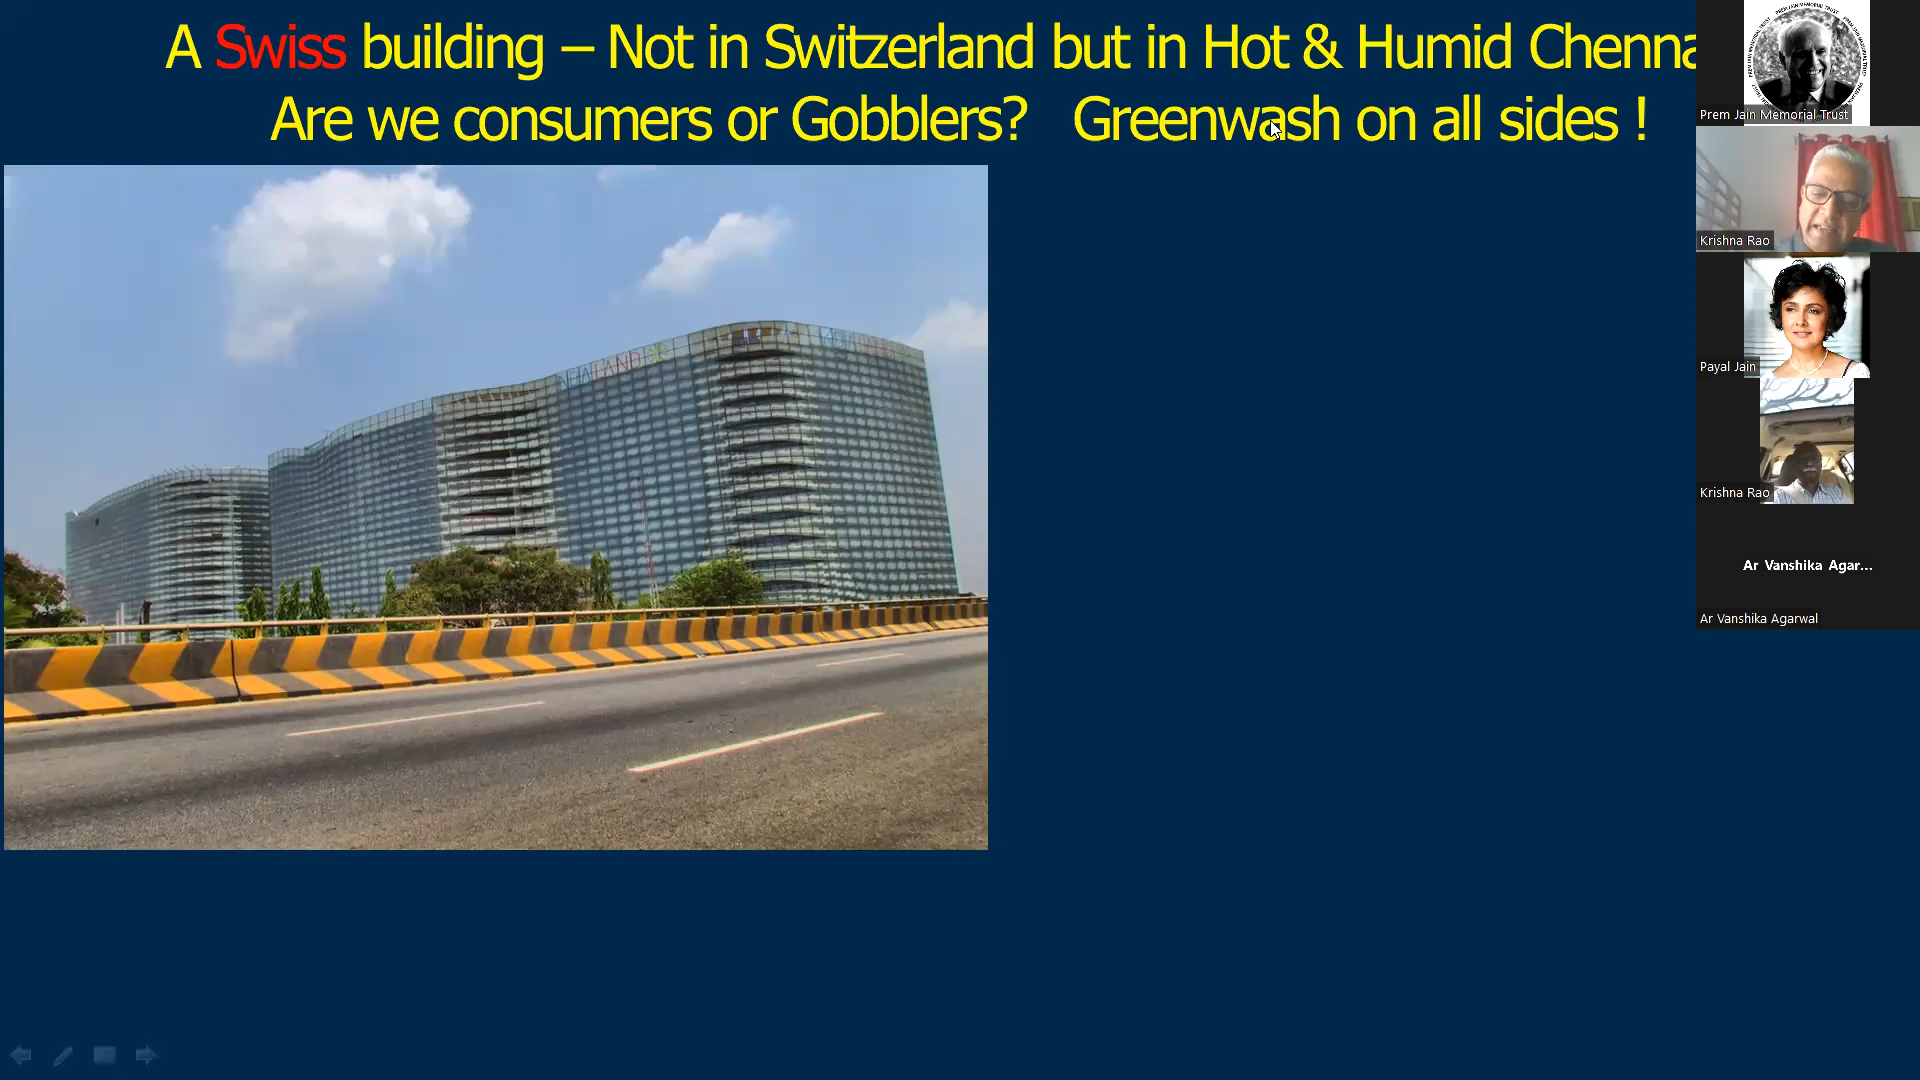 A Swiss building – Not in Switzerland but in Hot & Humid Chenna
Are we consumers or Gobblers? Greenwash on all sides !
Prem Jain Memorial Trust
Krishna Rao
Payal Jain
Krishna Rao
Ar Vanshika Agar...
Ar Vanshika Agarwal